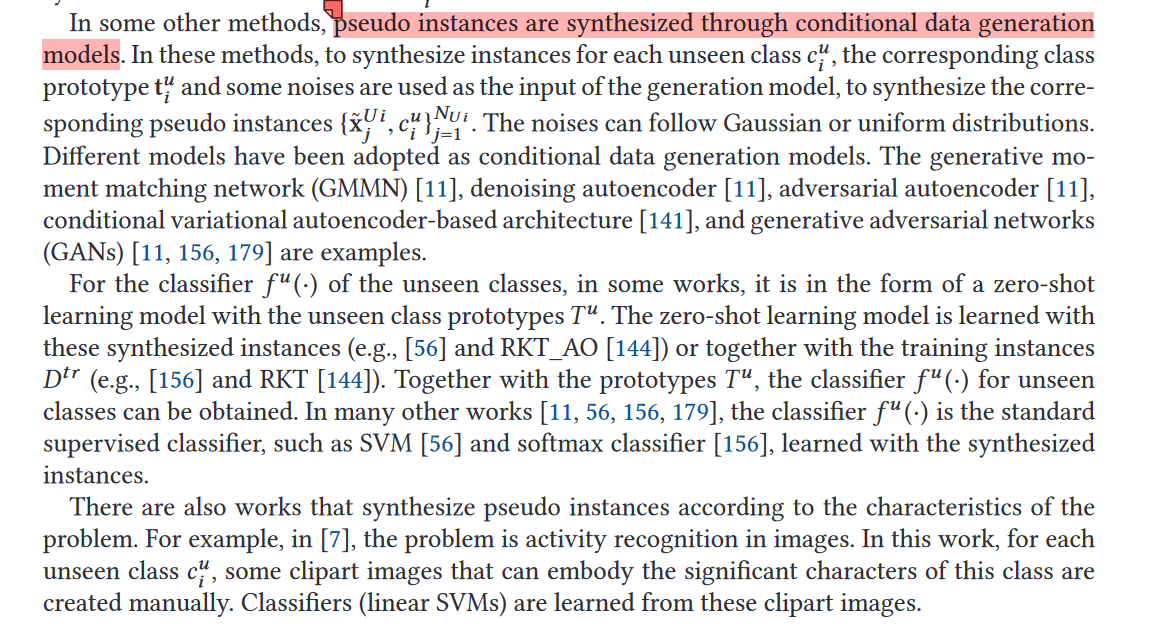 In some other methods, pseudo instances are synthesized through conditional data generation
models. In these methods, to synthesize instances for each unseen class c_i^u, the corresponding class
prototype t_i^u and some noises are used as the input of the generation model, to synthesize the corre-
sponding pseudo instances {x̃_j^{Ui}, c_i^u}_{j=1}^{N_{Ui}}. The noises can follow Gaussian or uniform distributions.
Different models have been adopted as conditional data generation models. The generative mo-
ment matching network (GMMN) [11], denoising autoencoder [11], adversarial autoencoder [11],
conditional variational autoencoder-based architecture [141], and generative adversarial networks
(GANs) [11, 156, 179] are examples.
For the classifier f^u(·) of the unseen classes, in some works, it is in the form of a zero-shot
learning model with the unseen class prototypes T^u. The zero-shot learning model is learned with
these synthesized instances (e.g., [56] and RKT_AO [144]) or together with the training instances
D^{tr} (e.g., [156] and RKT [144]). Together with the prototypes T^u, the classifier f^u(·) for unseen
classes can be obtained. In many other works [11, 56, 156, 179], the classifier f^u(·) is the standard
supervised classifier, such as SVM [56] and softmax classifier [156], learned with the synthesized
instances.
There are also works that synthesize pseudo instances according to the characteristics of the
problem. For example, in [7], the problem is activity recognition in images. In this work, for each
unseen class c_i^u, some clipart images that can embody the significant characters of this class are
created manually. Classifiers (linear SVMs) are learned from these clipart images.